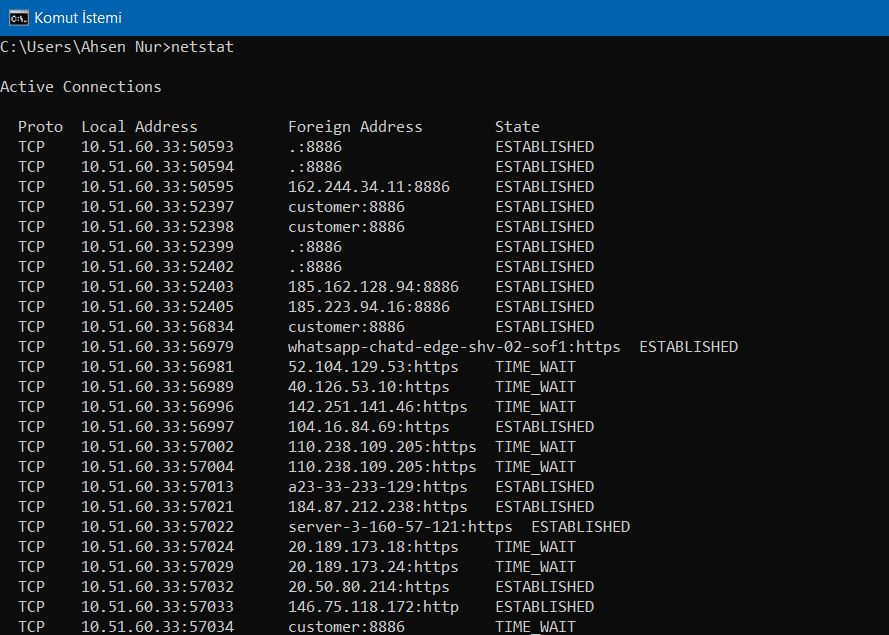 Komut İstemi
C:\Users\Ahsen Nur>netstat
Active Connections
Proto Local Address Foreign Address State
TCP 10.51.60.33:50593 .:8886 ESTABLISHED
TCP 10.51.60.33:50594 .:8886 ESTABLISHED
TCP 10.51.60.33:50595 162.244.34.11:8886 ESTABLISHED
TCP 10.51.60.33:52397 customer:8886 ESTABLISHED
TCP 10.51.60.33:52398 customer:8886 ESTABLISHED
TCP 10.51.60.33:52399 .:8886 ESTABLISHED
TCP 10.51.60.33:52402 .:8886 ESTABLISHED
TCP 10.51.60.33:52403 185.162.128.94:8886 ESTABLISHED
TCP 10.51.60.33:52405 185.223.94.16:8886 ESTABLISHED
TCP 10.51.60.33:56834 customer:8886 ESTABLISHED
TCP 10.51.60.33:56979 whatsapp-chatd-edge-shv-02-sof1:https ESTABLISHED
TCP 10.51.60.33:56981 52.104.129.53:https TIME_WAIT
TCP 10.51.60.33:56989 40.126.53.10:https TIME_WAIT
TCP 10.51.60.33:56996 142.251.141.46:https TIME_WAIT
TCP 10.51.60.33:56997 104.16.84.69:https ESTABLISHED
TCP 10.51.60.33:57002 110.238.109.205:https TIME_WAIT
TCP 10.51.60.33:57004 110.238.109.205:https TIME_WAIT
TCP 10.51.60.33:57013 a23-33-233-129:https ESTABLISHED
TCP 10.51.60.33:57021 184.87.212.238:https ESTABLISHED
TCP 10.51.60.33:57022 server-3-160-57-121:https ESTABLISHED
TCP 10.51.60.33:57024 20.189.173.18:https TIME_WAIT
TCP 10.51.60.33:57029 20.189.173.24:https TIME_WAIT
TCP 10.51.60.33:57032 20.50.80.214:https ESTABLISHED
TCP 10.51.60.33:57033 146.75.118.172:http ESTABLISHED
TCP 10.51.60.33:57034 customer:8886 TIME_WAIT